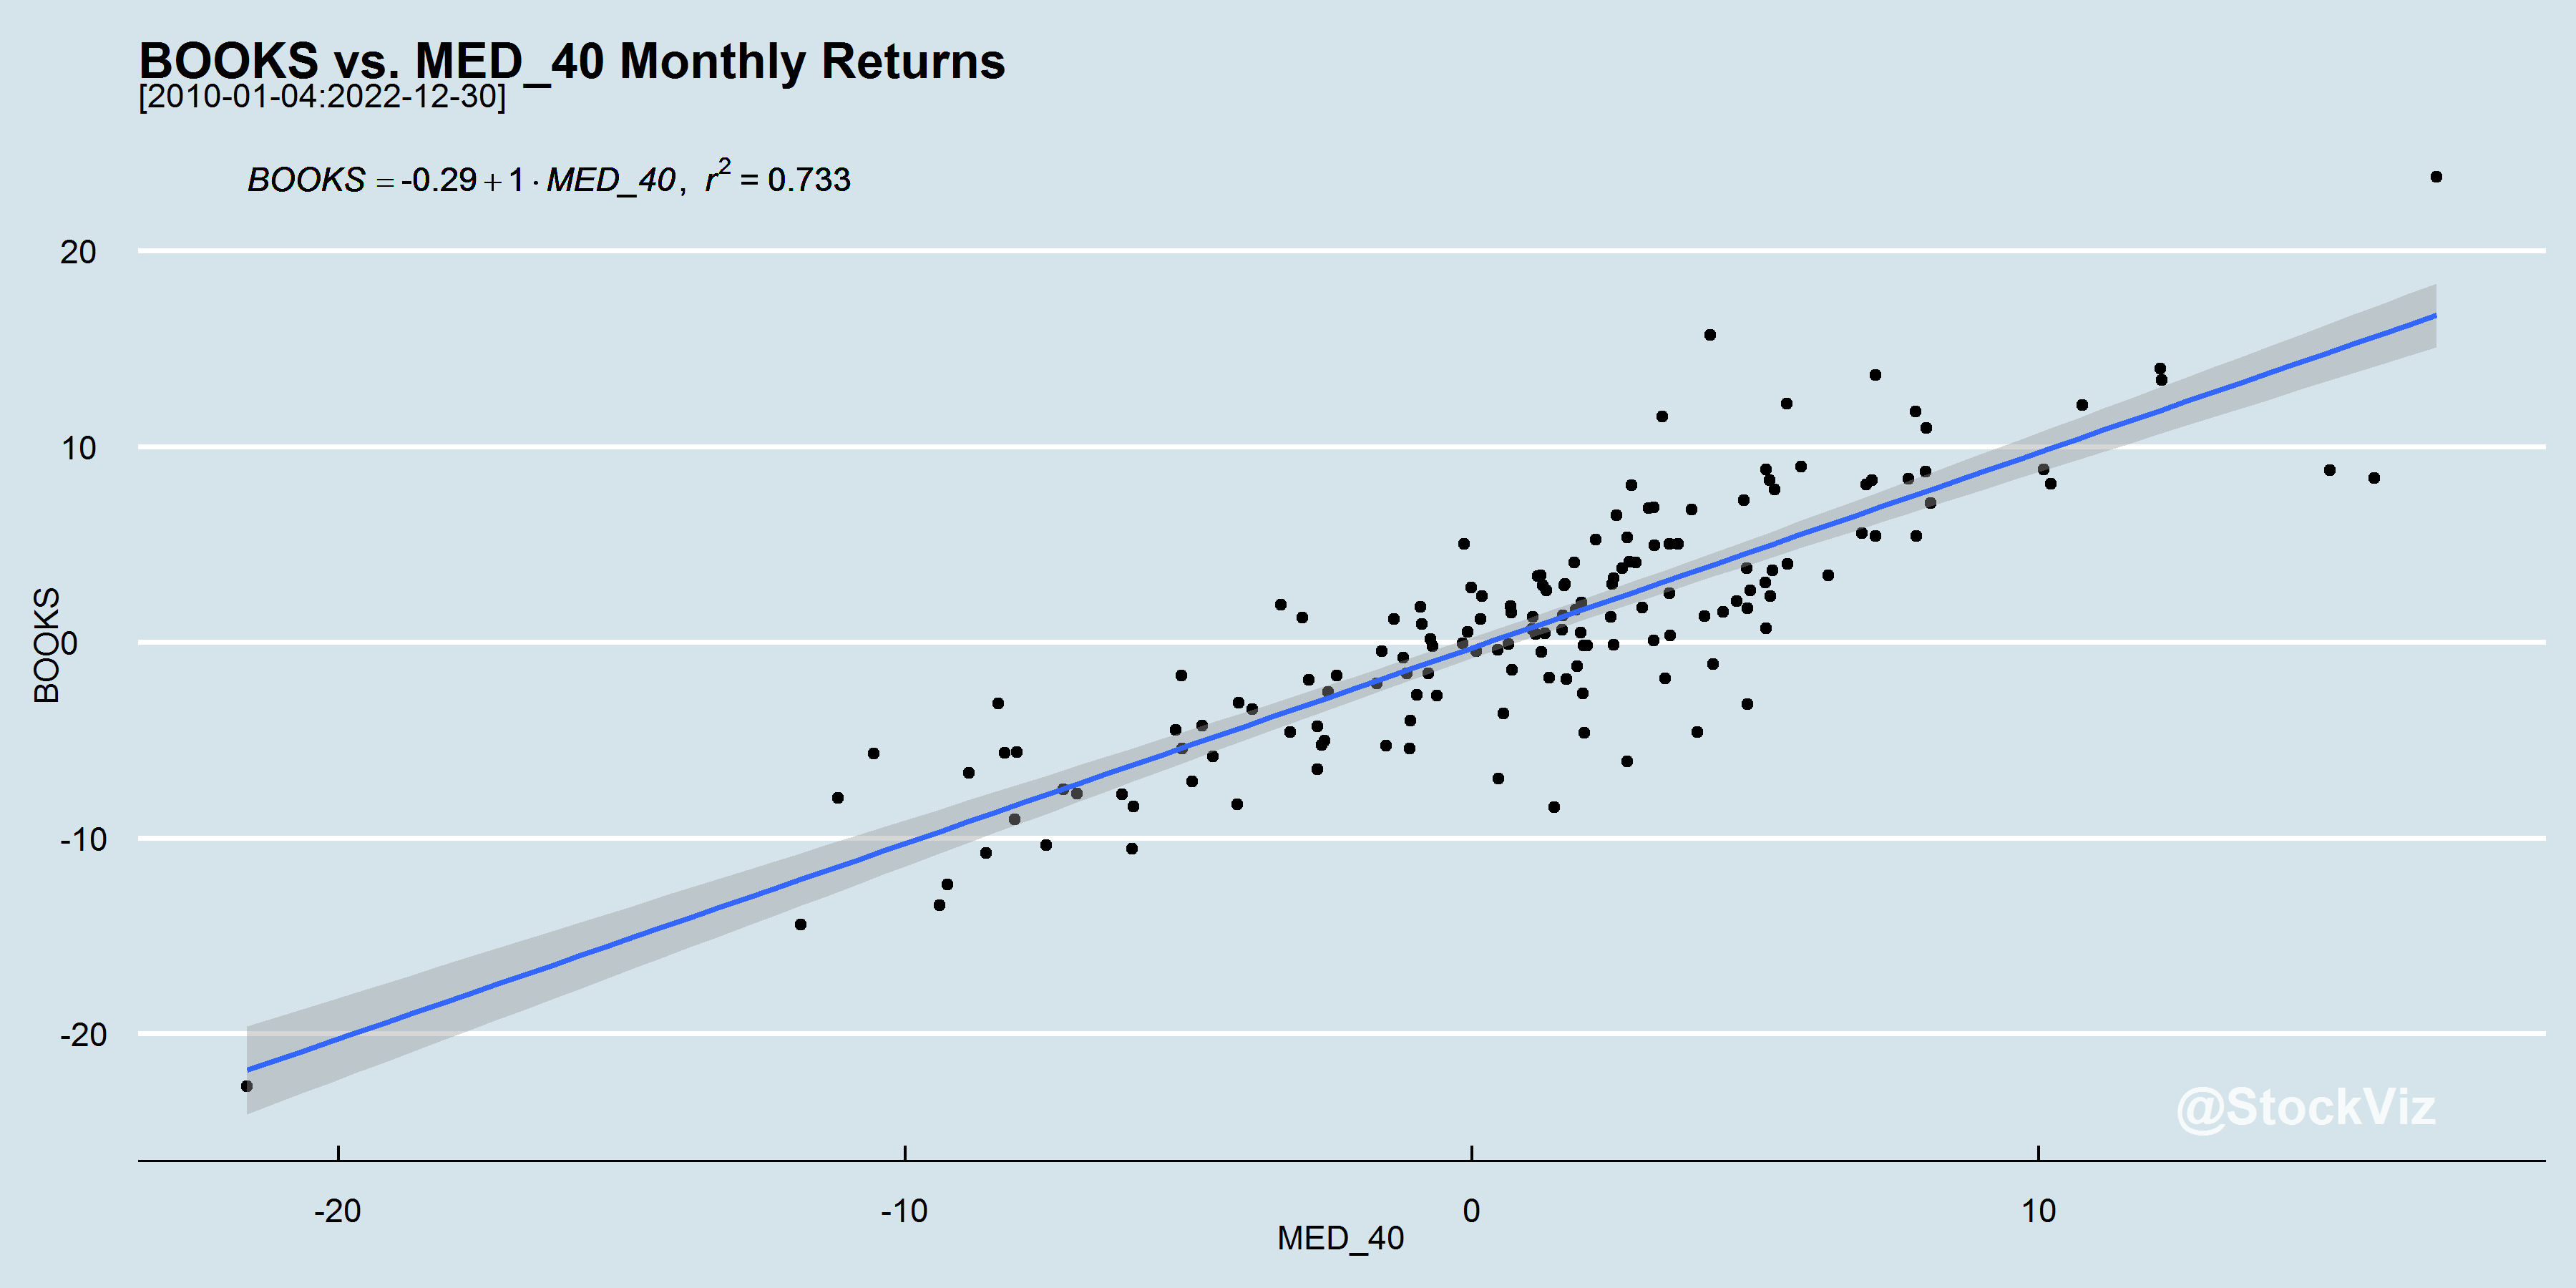 BOOKS vs. MED_40 Monthly Returns
[2010-01-04:2022-12-30]
BOOKS = -0.29 + 1 · MED_40, r² = 0.733
20
10
0
-10
-20
BOOKS
@StockViz
-20 -10 0 10
MED_40